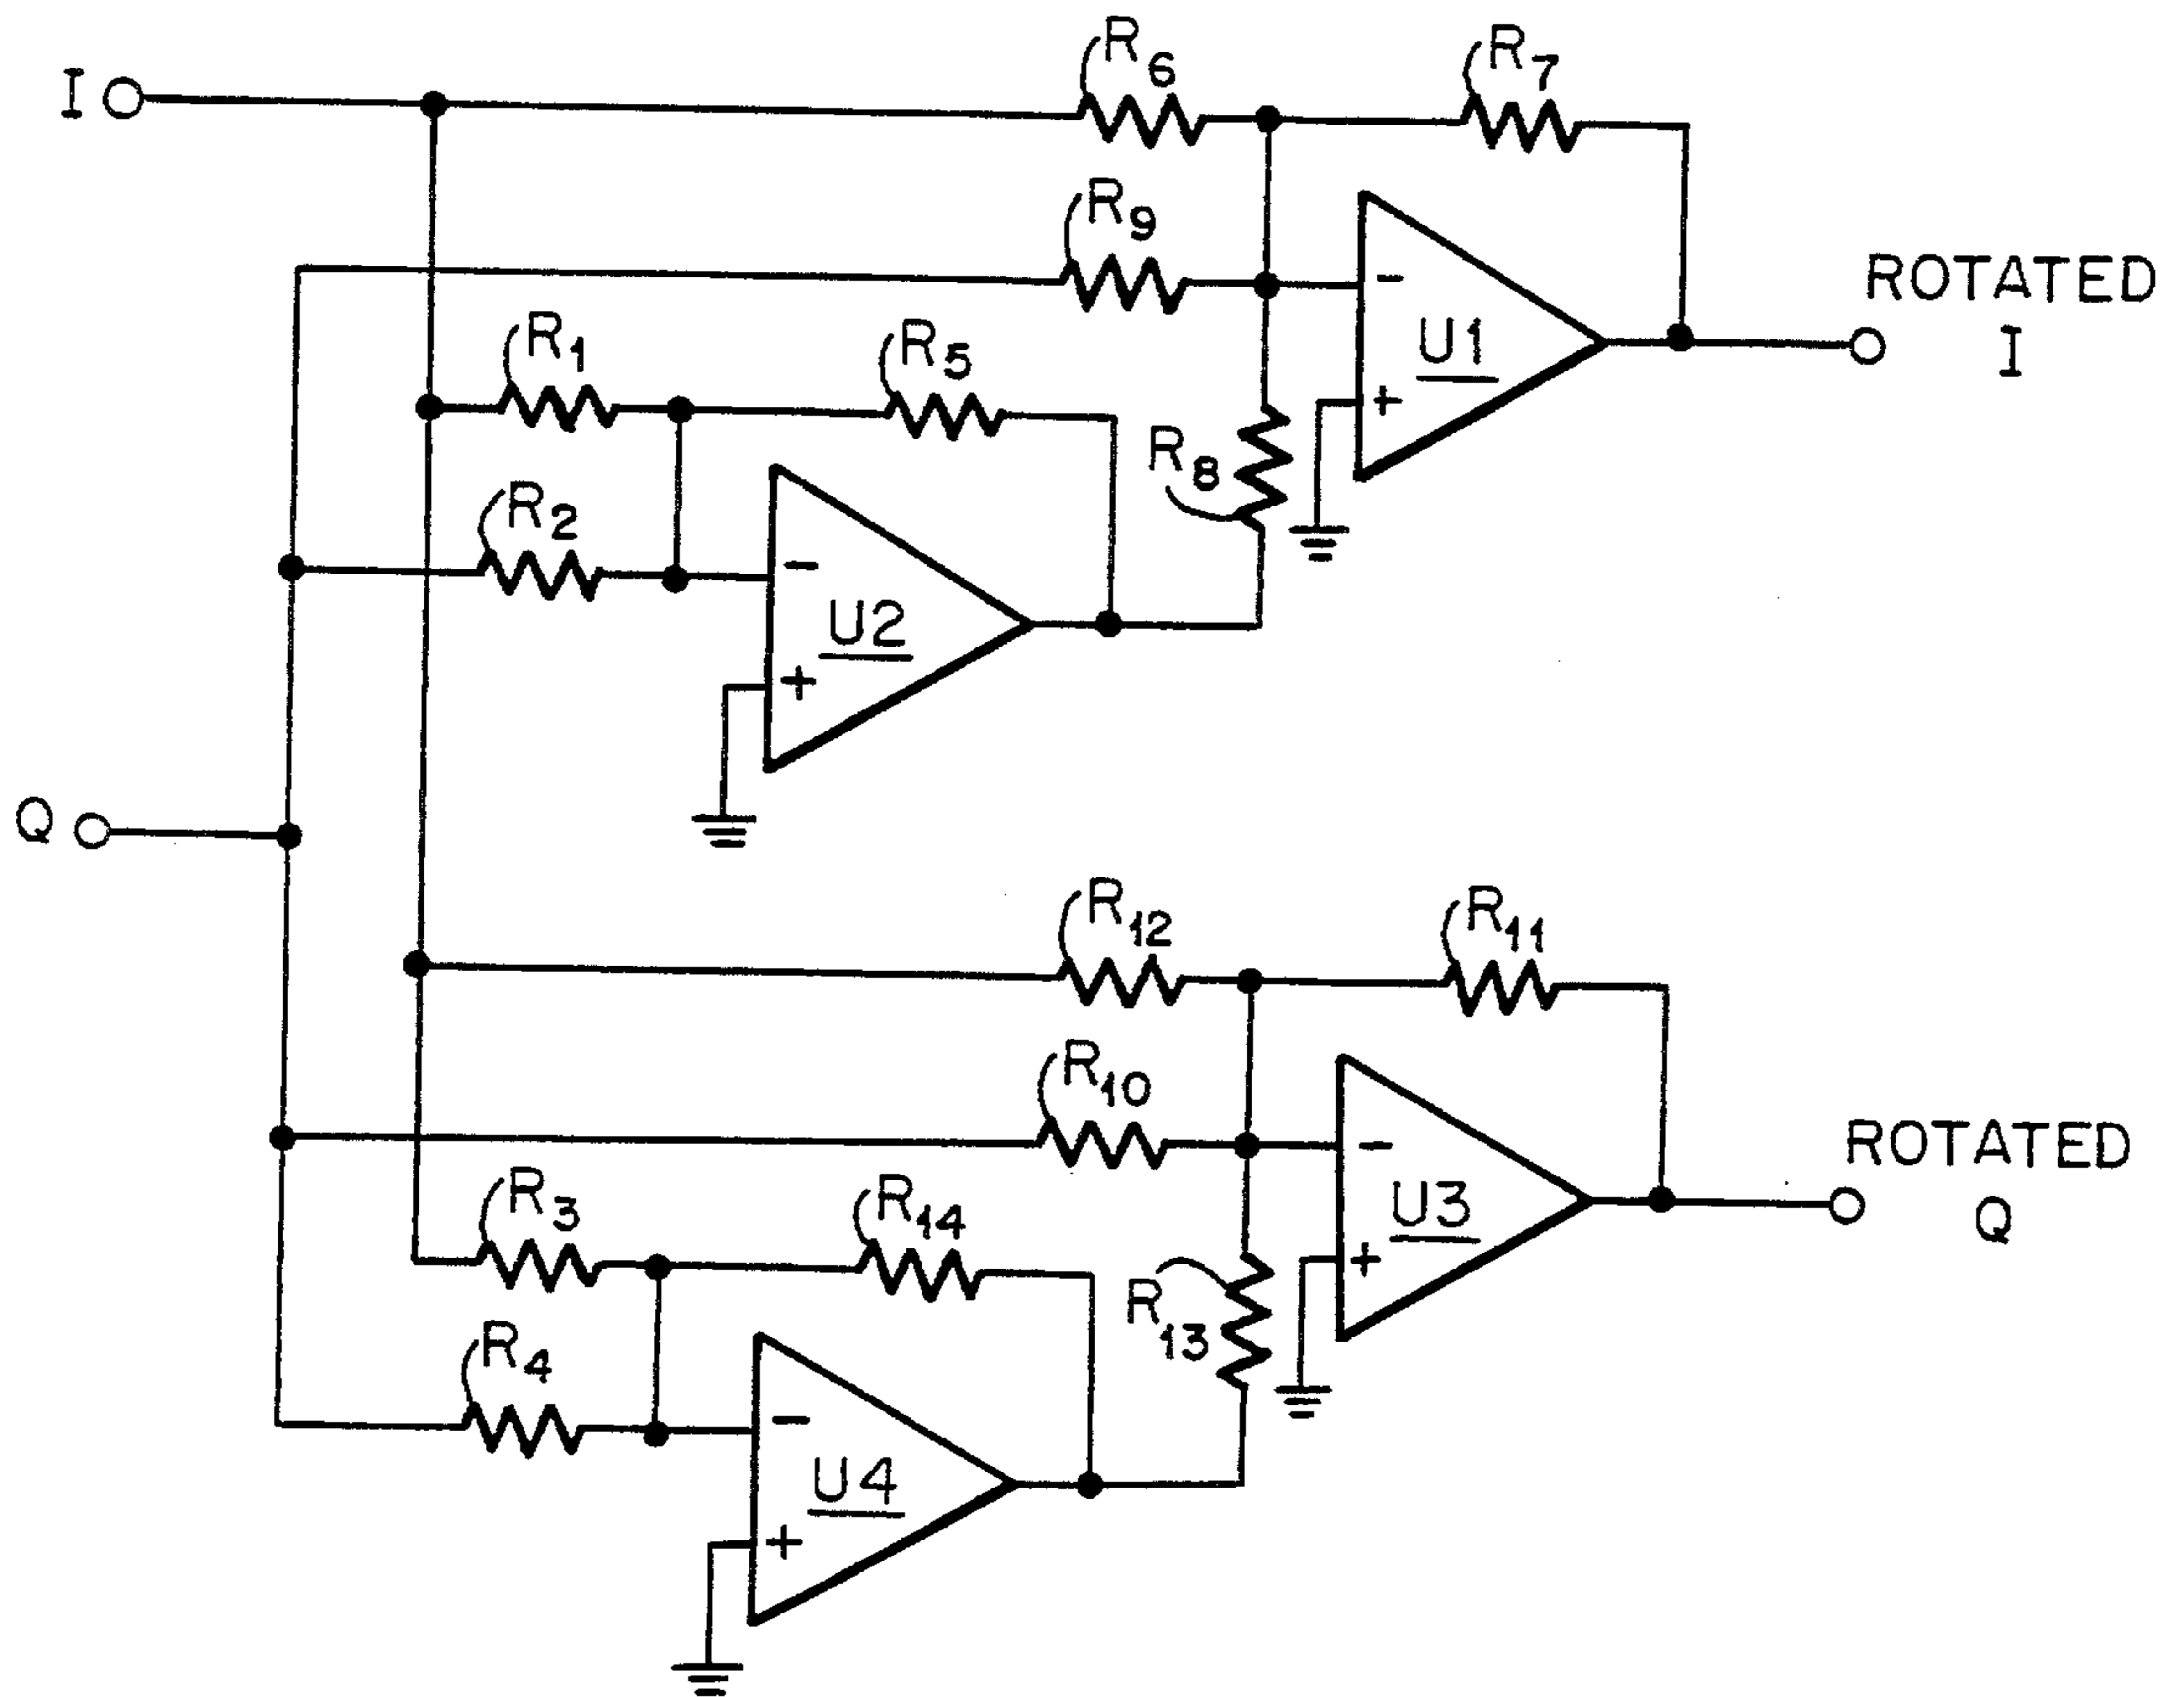 R6
R7
I
R9
ROTATED
I
U1
-
+
R1
R5
R8
R2
-
U2
+
Q
R12
R11
R10
ROTATED
Q
-
U3
+
R3
R14
R13
R4
-
U4
+